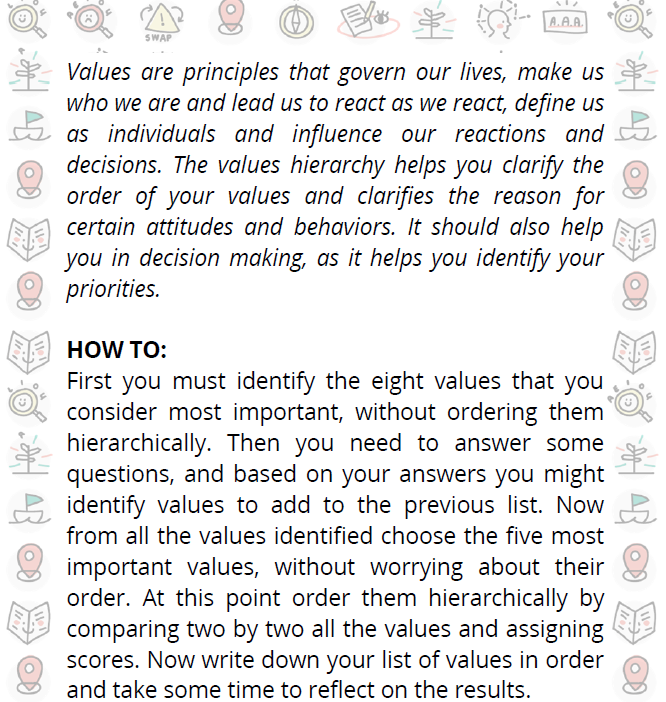 SWAP
A.A.A.
Values are principles that govern our lives, make us
who we are and lead us to react as we react, define us
as individuals and influence our reactions and
decisions. The values hierarchy helps you clarify the
order of your values and clarifies the reason for
certain attitudes and behaviors. It should also help
you in decision making, as it helps you identify your
priorities.
HOW TO:
First you must identify the eight values that you
consider most important, without ordering them
hierarchically. Then you need to answer some
questions, and based on your answers you might
identify values to add to the previous list. Now
from all the values identified choose the five most
important values, without worrying about their
order. At this point order them hierarchically by
comparing two by two all the values and assigning
scores. Now write down your list of values in order
and take some time to reflect on the results.